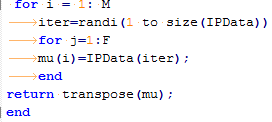 for i = 1: M
iter=randi(1 to size(IPData))
for j=1:F
mu(i)=IPData(iter);
end
return transpose(mu);
end